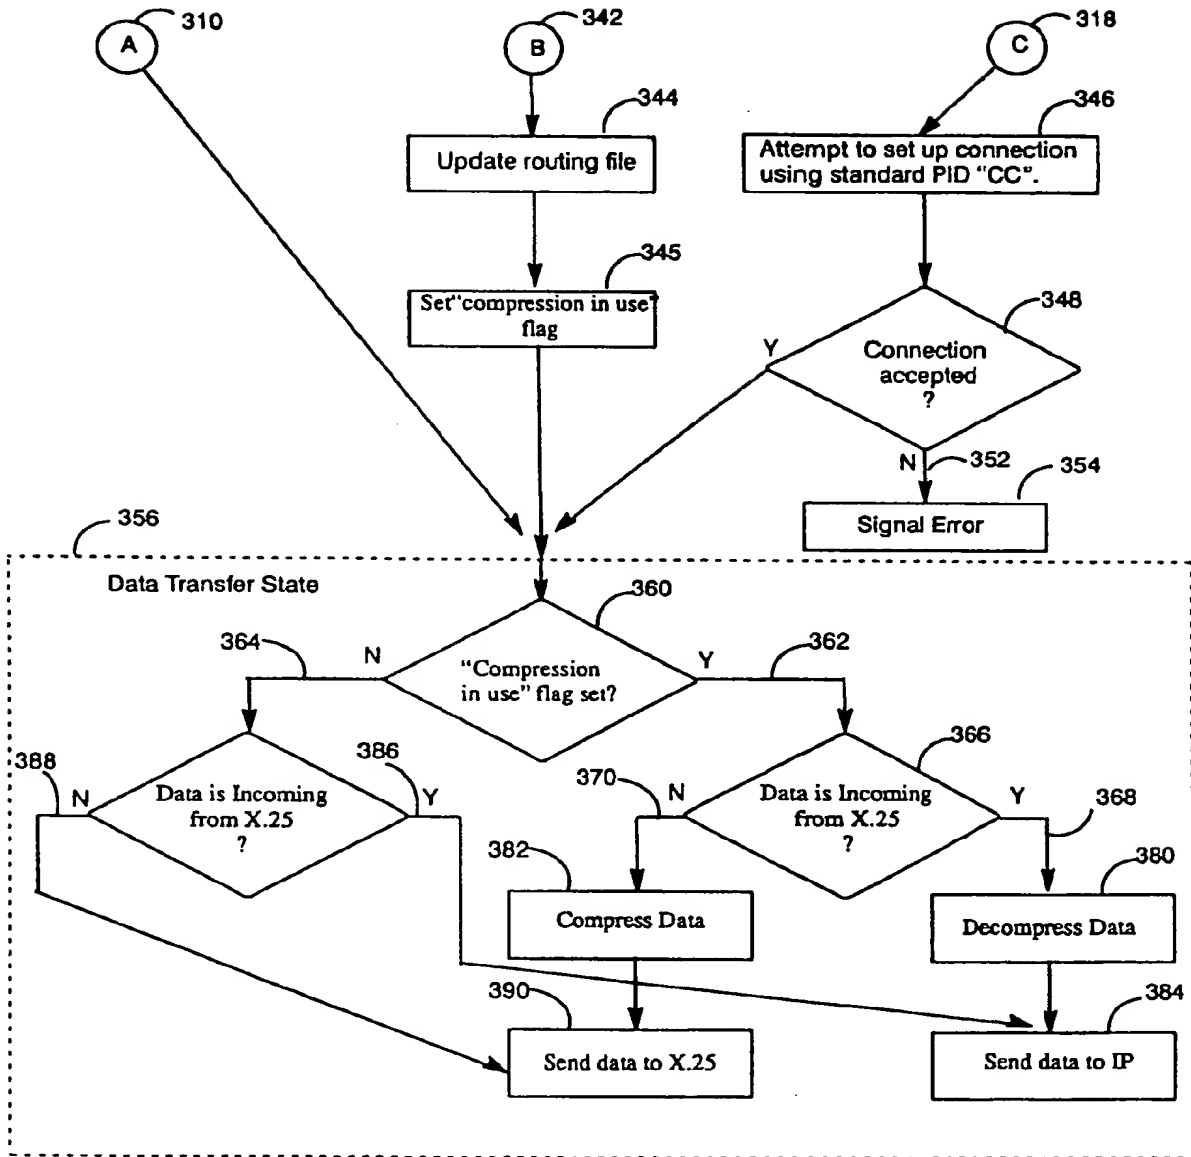 310
A
342
B
318
C
344
Update routing file
346
Attempt to set up connection
using standard PID "CC".
345
Set "compression in use"
flag
348
Y
Connection
accepted
?
N
352
354
Signal Error
356
Data Transfer State
360
364
N
"Compression
in use" flag set?
Y
362
388
N
Data is Incoming
from X.25
?
386
Y
370
N
Data is Incoming
from X.25
?
366
Y
368
382
Compress Data
380
Decompress Data
390
Send data to X.25
384
Send data to IP